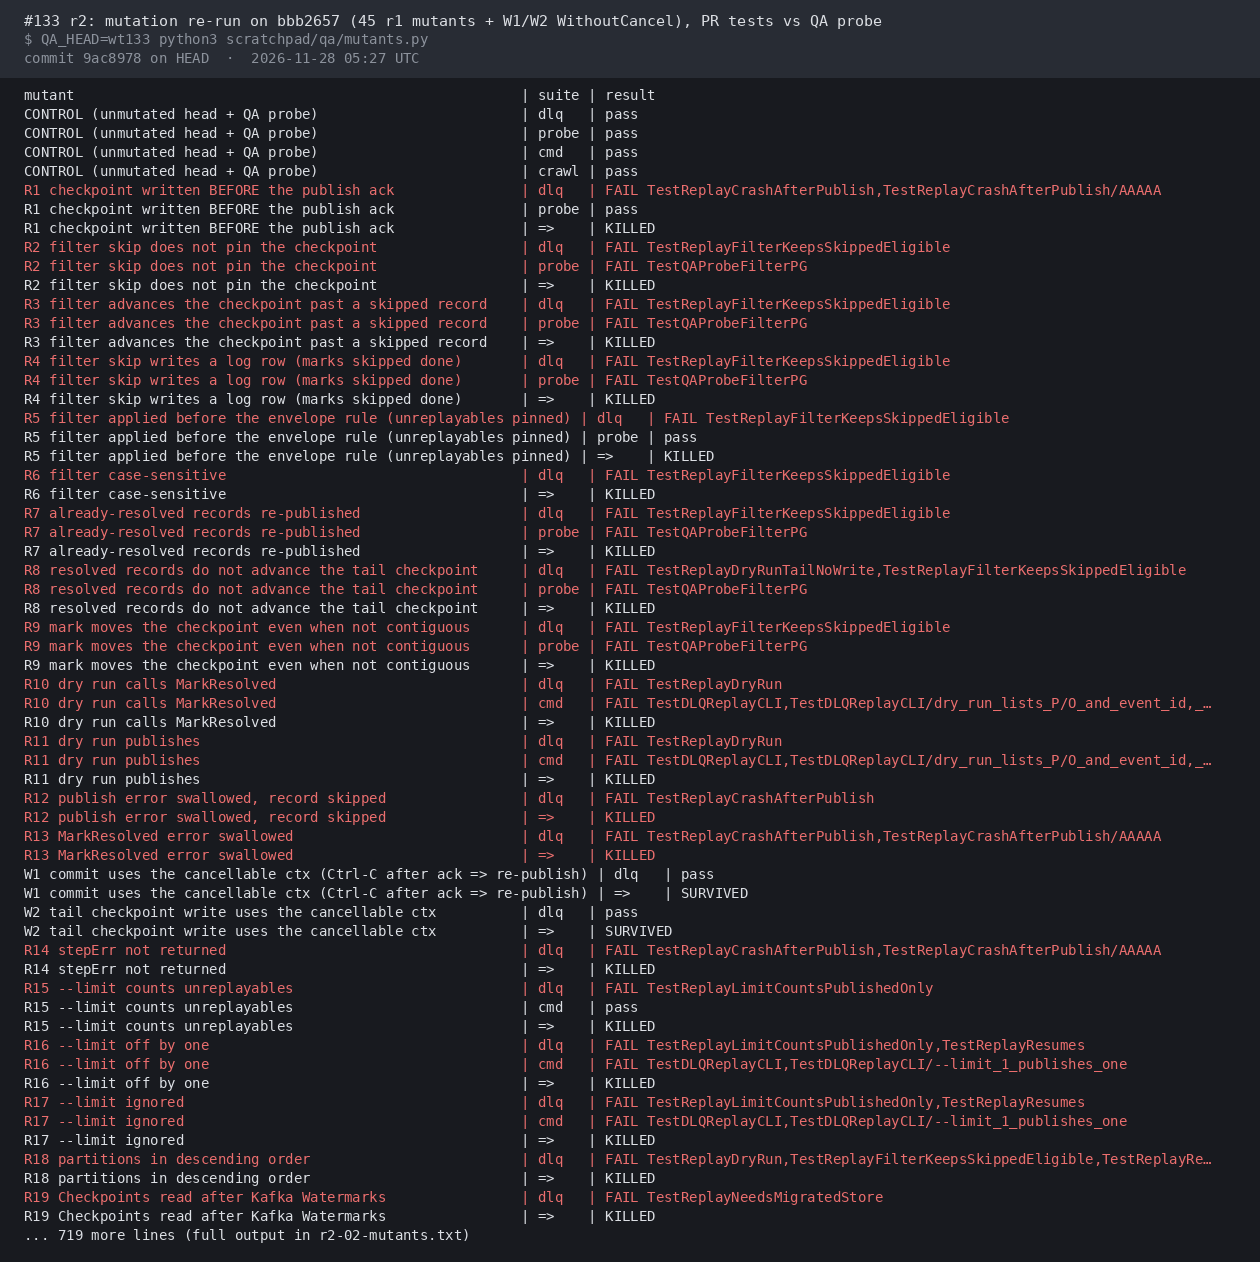 #133 r2: mutation re-run on bbb2657 (45 r1 mutants + W1/W2 WithoutCancel), PR tests vs QA probe
$ QA_HEAD=wt133 python3 scratchpad/qa/mutants.py
commit 9ac8978 on HEAD · 2026-11-28 05:27 UTC
mutant | suite | result
CONTROL (unmutated head + QA probe) | dlq | pass
CONTROL (unmutated head + QA probe) | probe | pass
CONTROL (unmutated head + QA probe) | cmd | pass
CONTROL (unmutated head + QA probe) | crawl | pass
R1 checkpoint written BEFORE the publish ack | dlq | FAIL TestReplayCrashAfterPublish,TestReplayCrashAfterPublish/AAAAA
R1 checkpoint written BEFORE the publish ack | probe | pass
R1 checkpoint written BEFORE the publish ack | => | KILLED
R2 filter skip does not pin the checkpoint | dlq | FAIL TestReplayFilterKeepsSkippedEligible
R2 filter skip does not pin the checkpoint | probe | FAIL TestQAProbeFilterPG
R2 filter skip does not pin the checkpoint | => | KILLED
R3 filter advances the checkpoint past a skipped record | dlq | FAIL TestReplayFilterKeepsSkippedEligible
R3 filter advances the checkpoint past a skipped record | probe | FAIL TestQAProbeFilterPG
R3 filter advances the checkpoint past a skipped record | => | KILLED
R4 filter skip writes a log row (marks skipped done) | dlq | FAIL TestReplayFilterKeepsSkippedEligible
R4 filter skip writes a log row (marks skipped done) | probe | FAIL TestQAProbeFilterPG
R4 filter skip writes a log row (marks skipped done) | => | KILLED
R5 filter applied before the envelope rule (unreplayables pinned) | dlq | FAIL TestReplayFilterKeepsSkippedEligible
R5 filter applied before the envelope rule (unreplayables pinned) | probe | pass
R5 filter applied before the envelope rule (unreplayables pinned) | => | KILLED
R6 filter case-sensitive | dlq | FAIL TestReplayFilterKeepsSkippedEligible
R6 filter case-sensitive | => | KILLED
R7 already-resolved records re-published | dlq | FAIL TestReplayFilterKeepsSkippedEligible
R7 already-resolved records re-published | probe | FAIL TestQAProbeFilterPG
R7 already-resolved records re-published | => | KILLED
R8 resolved records do not advance the tail checkpoint | dlq | FAIL TestReplayDryRunTailNoWrite,TestReplayFilterKeepsSkippedEligible
R8 resolved records do not advance the tail checkpoint | probe | FAIL TestQAProbeFilterPG
R8 resolved records do not advance the tail checkpoint | => | KILLED
R9 mark moves the checkpoint even when not contiguous | dlq | FAIL TestReplayFilterKeepsSkippedEligible
R9 mark moves the checkpoint even when not contiguous | probe | FAIL TestQAProbeFilterPG
R9 mark moves the checkpoint even when not contiguous | => | KILLED
R10 dry run calls MarkResolved | dlq | FAIL TestReplayDryRun
R10 dry run calls MarkResolved | cmd | FAIL TestDLQReplayCLI,TestDLQReplayCLI/dry_run_lists_P/O_and_event_id,_…
R10 dry run calls MarkResolved | => | KILLED
R11 dry run publishes | dlq | FAIL TestReplayDryRun
R11 dry run publishes | cmd | FAIL TestDLQReplayCLI,TestDLQReplayCLI/dry_run_lists_P/O_and_event_id,_…
R11 dry run publishes | => | KILLED
R12 publish error swallowed, record skipped | dlq | FAIL TestReplayCrashAfterPublish
R12 publish error swallowed, record skipped | => | KILLED
R13 MarkResolved error swallowed | dlq | FAIL TestReplayCrashAfterPublish,TestReplayCrashAfterPublish/AAAAA
R13 MarkResolved error swallowed | => | KILLED
W1 commit uses the cancellable ctx (Ctrl-C after ack => re-publish) | dlq | pass
W1 commit uses the cancellable ctx (Ctrl-C after ack => re-publish) | => | SURVIVED
W2 tail checkpoint write uses the cancellable ctx | dlq | pass
W2 tail checkpoint write uses the cancellable ctx | => | SURVIVED
R14 stepErr not returned | dlq | FAIL TestReplayCrashAfterPublish,TestReplayCrashAfterPublish/AAAAA
R14 stepErr not returned | => | KILLED
R15 --limit counts unreplayables | dlq | FAIL TestReplayLimitCountsPublishedOnly
R15 --limit counts unreplayables | cmd | pass
R15 --limit counts unreplayables | => | KILLED
R16 --limit off by one | dlq | FAIL TestReplayLimitCountsPublishedOnly,TestReplayResumes
R16 --limit off by one | cmd | FAIL TestDLQReplayCLI,TestDLQReplayCLI/--limit_1_publishes_one
R16 --limit off by one | => | KILLED
R17 --limit ignored | dlq | FAIL TestReplayLimitCountsPublishedOnly,TestReplayResumes
R17 --limit ignored | cmd | FAIL TestDLQReplayCLI,TestDLQReplayCLI/--limit_1_publishes_one
R17 --limit ignored | => | KILLED
R18 partitions in descending order | dlq | FAIL TestReplayDryRun,TestReplayFilterKeepsSkippedEligible,TestReplayRe…
R18 partitions in descending order | => | KILLED
R19 Checkpoints read after Kafka Watermarks | dlq | FAIL TestReplayNeedsMigratedStore
R19 Checkpoints read after Kafka Watermarks | => | KILLED
... 719 more lines (full output in r2-02-mutants.txt)